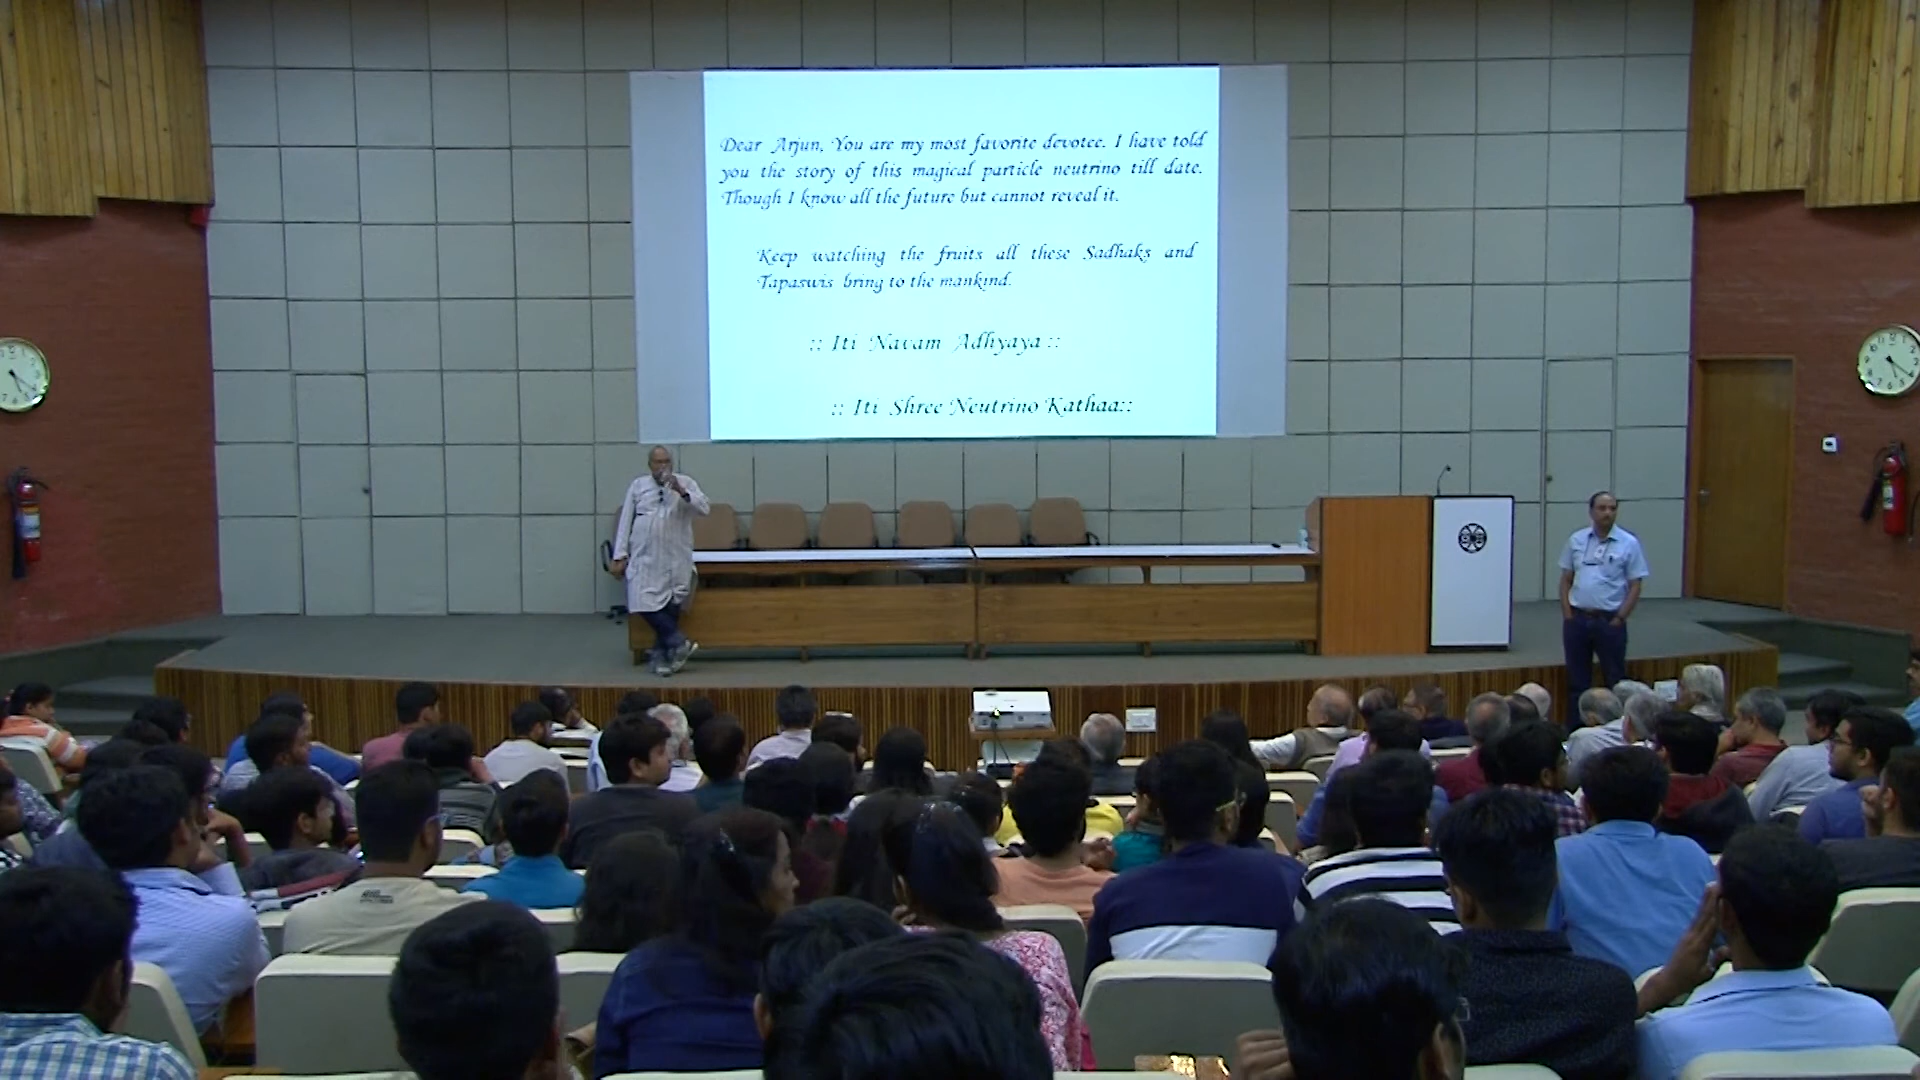 Dear Arjun, You are my most favorite devotee. I have told
you the story of this magical particle neutrino till date.
Though I know all the future but cannot reveal it.
Keep watching the fruits all these Sadhaks and
Tapaswis bring to the mankind.
:: Iti Navam Adhyaya ::
:: Iti Shree Neutrino Kathaa::